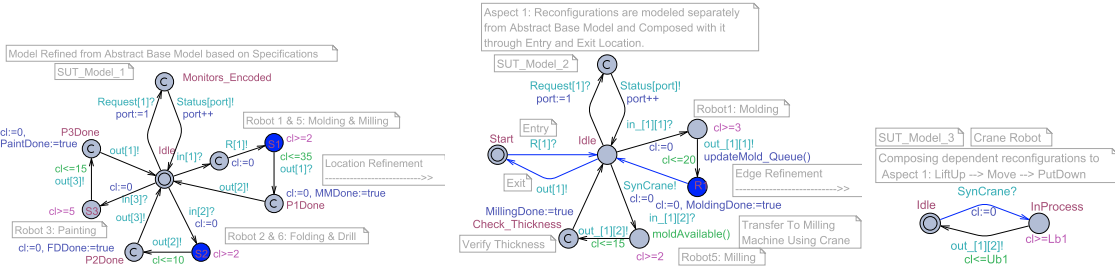 Model Refined from Abstract Base Model based on Specifications
SUT_Model_1
C
Monitors_Encoded
Request[1]?
port:=1
Status[port]!
port++
Robot 1 & 5: Molding & Milling
cl:=0,
PaintDone:=true
P3Done
C
out[1]!
Idle
in[1]?
R[1]!
cl:=0
C
S1
cl>=2
cl<=35
out[1]?
Location Refinement
---------------------------->>
cl<=15
out[3]!
cl:=0
in[3]?
out[2]!
cl:=0, MMDone:=true
C
P1Done
cl>=5
S3
out[3]!
in[2]?
cl:=0
Robot 3: Painting
cl:=0, FDDone:=true
out[2]!
Robot 2 & 6: Folding & Drill
C
P2Done
cl<=10
S2
cl>=2
Aspect 1: Reconfigurations are modeled separately
from Abstract Base Model and Composed with it
through Entry and Exit Location.
SUT_Model_2
C
Request[1]?
port:=1
Status[port]!
port++
Robot1: Molding
Entry
R[1]?
Start
Idle
in_[1][1]?
cl:=0
cl>=3
out_[1][1]!
updateMold_Queue()
cl<=20
R
Exit
out[1]!
Edge Refinement
---------------------------------->>
SynCrane!
cl:=0
cl:=0, MoldingDone:=true
MillingDone:=true
Check_Thickness
C
in_[1][2]?
moldAvailable()
out_[1][2]!
cl<=15
cl>=2
Verify Thickness
Transfer To Milling
Machine Using Crane
Robot5: Milling
SUT_Model_3
Crane Robot
Composing dependent reconfigurations to
Aspect 1: LiftUp --> Move --> PutDown
SynCrane?
Idle
cl:=0
InProcess
cl>=Lb1
out_[1][2]!
cl<=Ub1